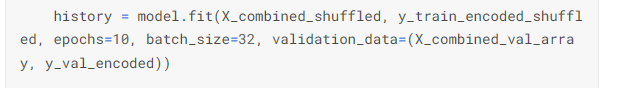 history = model.fit(X_combined_shuffled, y_train_encoded_shuffl
ed, epochs=10, batch_size=32, validation_data=(X_combined_val_arra
y, y_val_encoded))